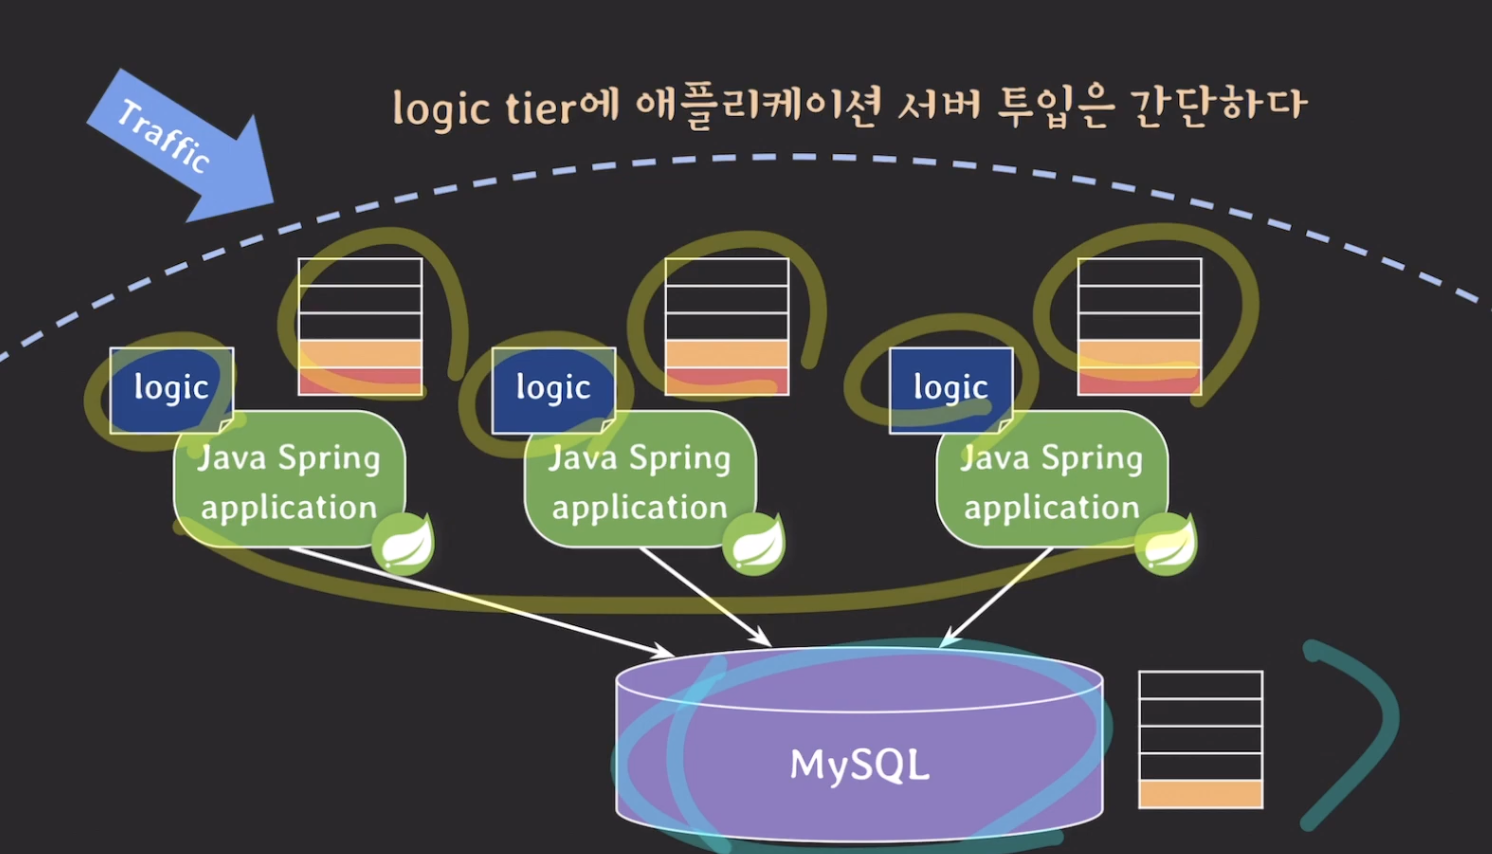 logic tier에 애플리케이션 서버 투입은 간단하다
Traffic
logic
logic
logic
Java Spring
application
Java Spring
application
Java Spring
application
MySQL